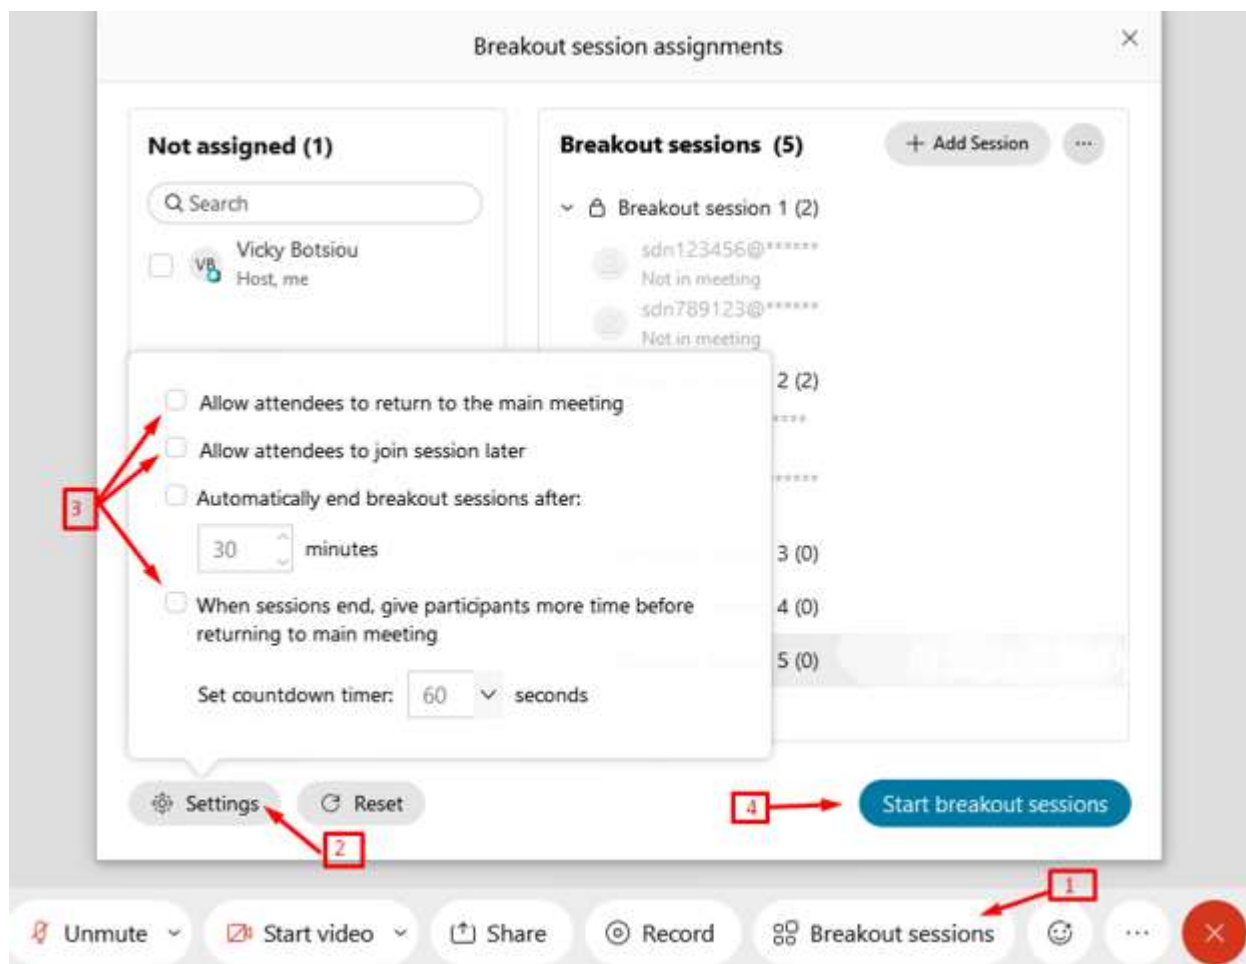 Breakout session assignments
Not assigned (1)
Search
VB
Vicky Botsiou
Host, me
Breakout sessions (5)
+ Add Session
...
Breakout session 1 (2)
sdn123456@******
Not in meeting
sdn789123@******
Not in meeting
2 (2)
****
*****
3 (0)
4 (0)
5 (0)
Allow attendees to return to the main meeting
Allow attendees to join session later
Automatically end breakout sessions after:
30 minutes
When sessions end, give participants more time before
returning to main meeting
Set countdown timer: 60 seconds
3
Settings
Reset
2
4
Start breakout sessions
1
Unmute
Start video
Share
Record
Breakout sessions
...